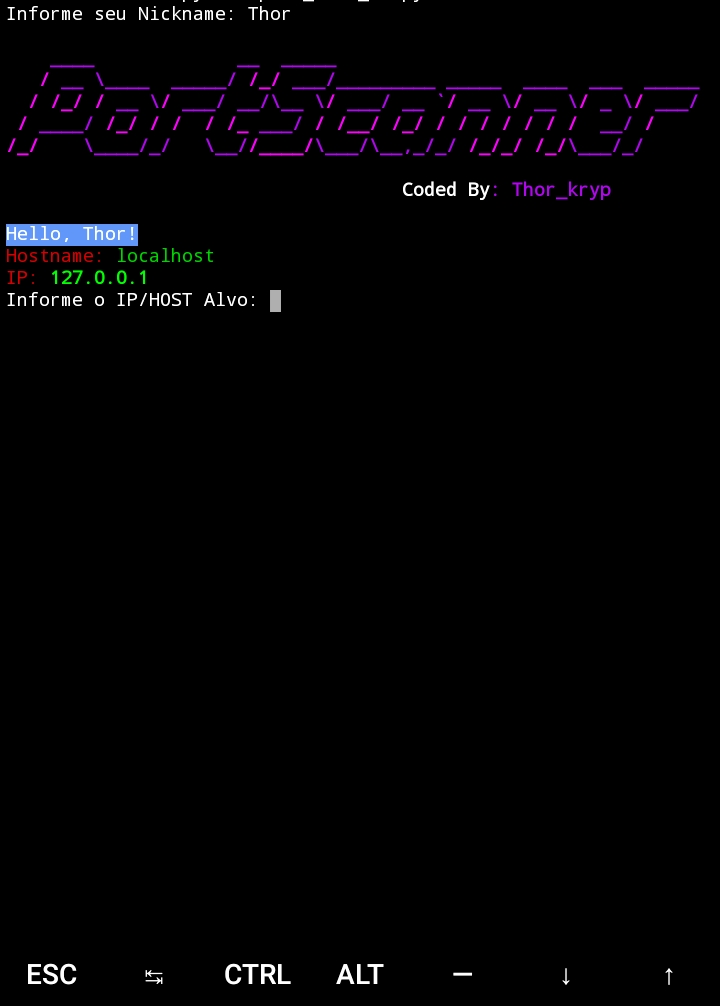 Informe seu Nickname: Thor
PortScanner
Coded By: Thor_kryp
Hello, Thor!
Hostname: localhost
IP: 127.0.0.1
Informe o IP/HOST Alvo:
ESC ↹ CTRL ALT — ↓ ↑